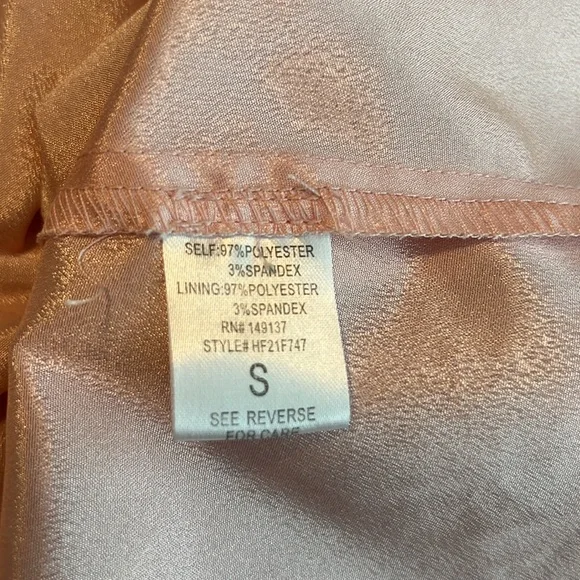 SELF:97%POLYESTER
3%SPANDEX
LINING:97%POLYESTER
3%SPANDEX
RN# 149137
STYLE# HF21F747
S
SEE REVERSE
FOR CARE